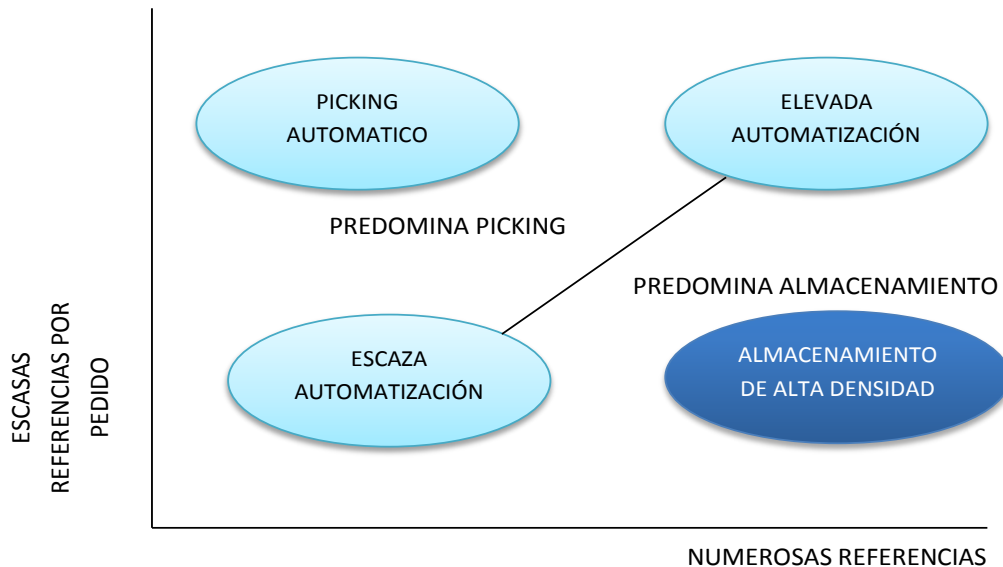 PICKING
AUTOMATICO
ELEVADA
AUTOMATIZACIÓN
PREDOMINA PICKING
PREDOMINA ALMACENAMIENTO
ESCAZA
AUTOMATIZACIÓN
ALMACENAMIENTO
DE ALTA DENSIDAD
ESCASAS
REFERENCIAS POR
PEDIDO
NUMEROSAS REFERENCIAS